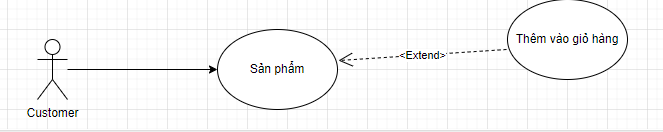 Thêm vào giỏ hàng
<Extend>
Sản phẩm
Customer